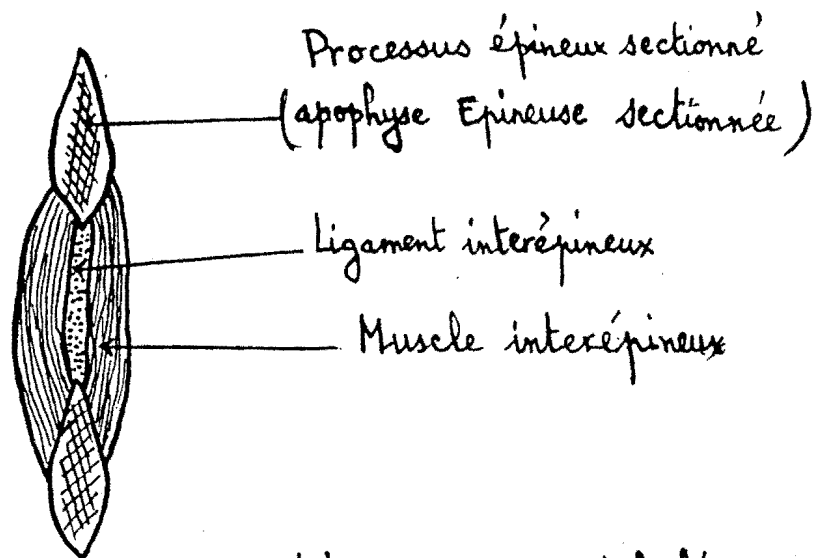 Processus épineux sectionné
(apophyse Epineuse sectionnée)
Ligament interépineux
Muscle interépineux